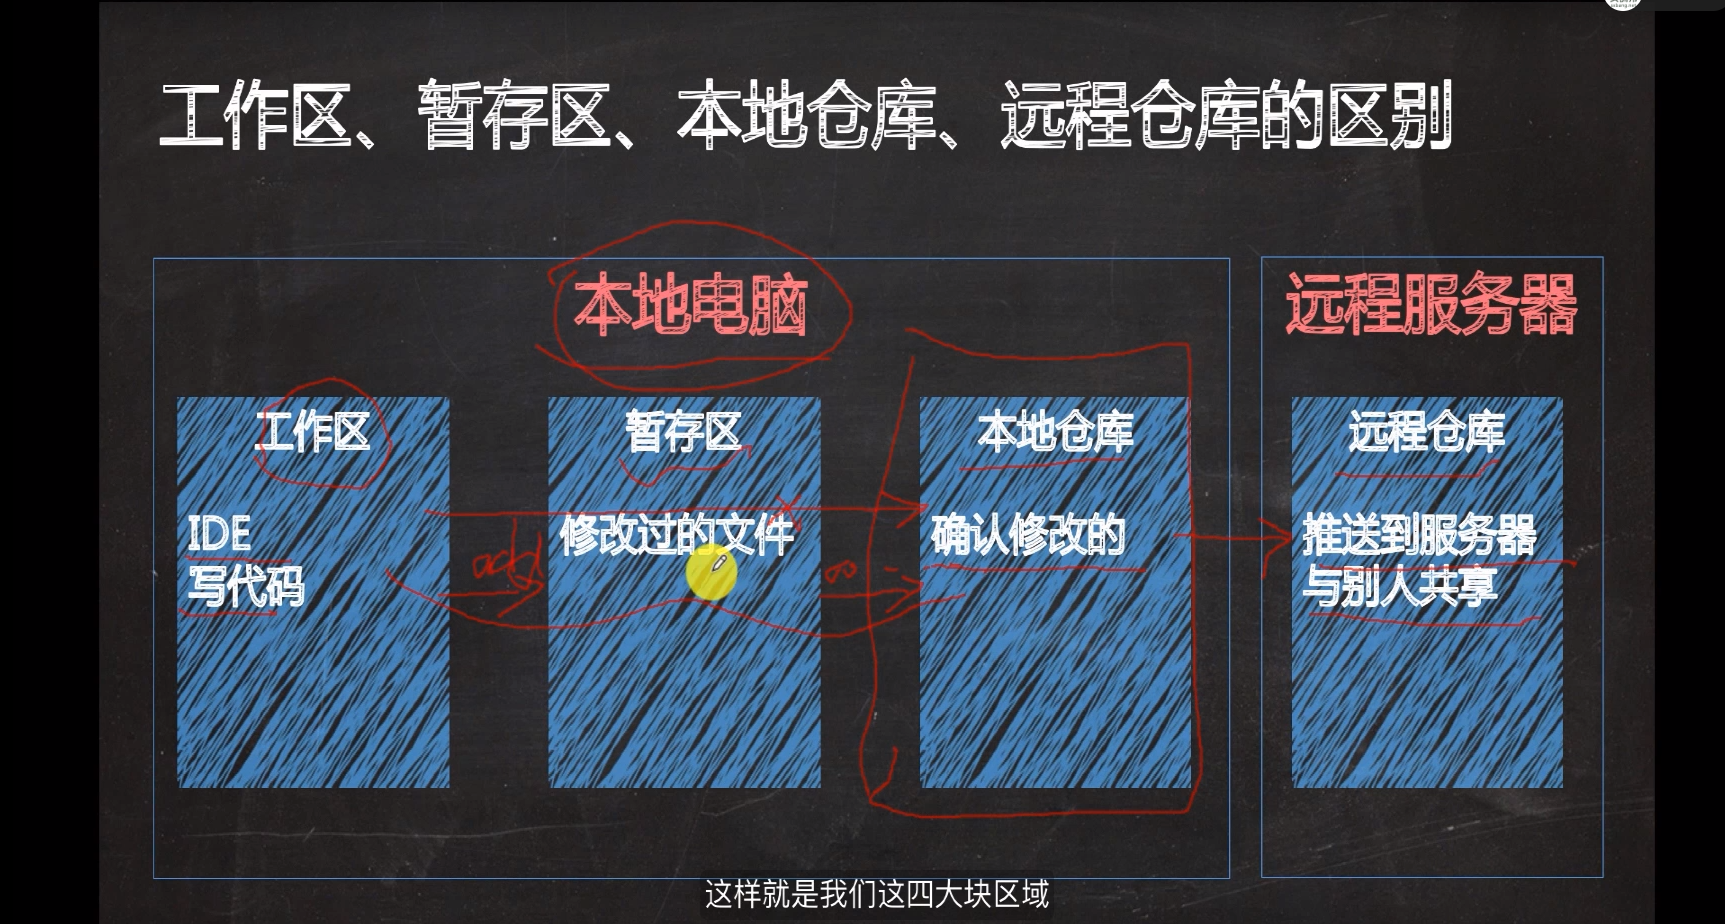 工作区、暂存区、本地仓库、远程仓库的区别
本地电脑
远程服务器
工作区
IDE
写代码
暂存区
修改过的文件
add
本地仓库
确认修改的
远程仓库
推送到服务器
与别人共享
这样就是我们这四大块区域